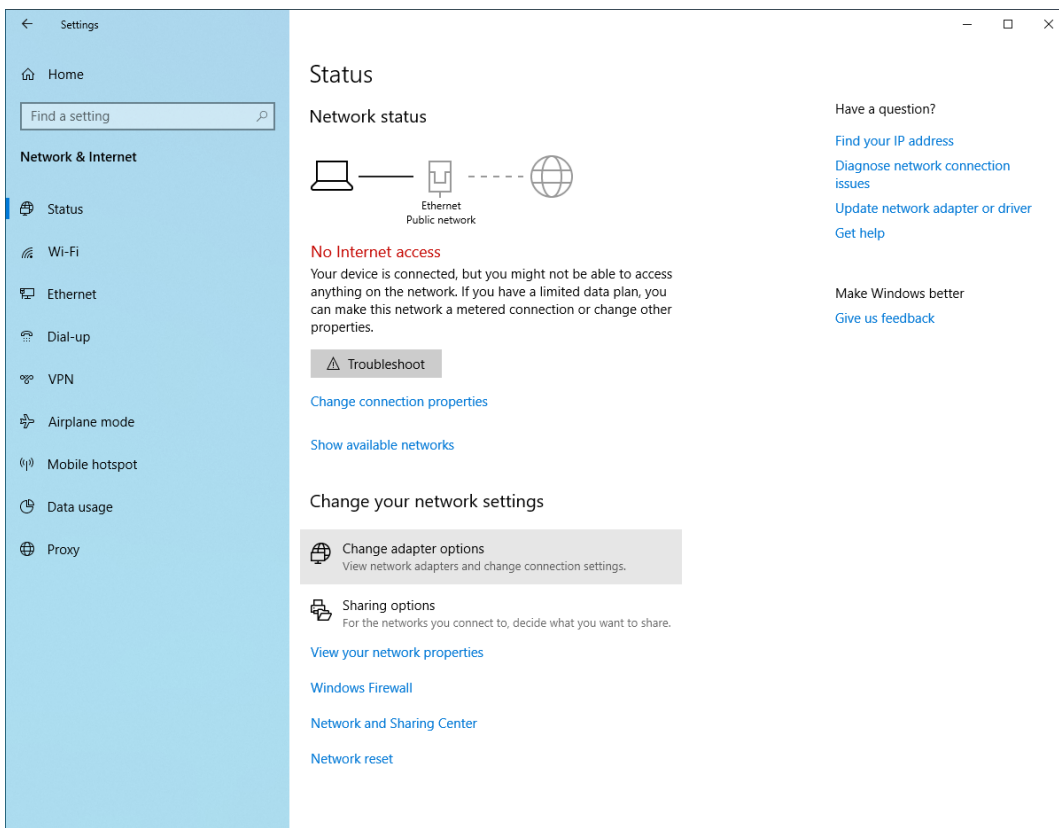 Settings
Home
Find a setting
Network & Internet
Status
Wi-Fi
Ethernet
Dial-up
VPN
Airplane mode
Mobile hotspot
Data usage
Proxy
Status
Network status
Ethernet
Public network
No Internet access
Your device is connected, but you might not be able to access
anything on the network. If you have a limited data plan, you
can make this network a metered connection or change other
properties.
Troubleshoot
Change connection properties
Show available networks
Change your network settings
Change adapter options
View network adapters and change connection settings.
Sharing options
For the networks you connect to, decide what you want to share.
View your network properties
Windows Firewall
Network and Sharing Center
Network reset
Have a question?
Find your IP address
Diagnose network connection
issues
Update network adapter or driver
Get help
Make Windows better
Give us feedback